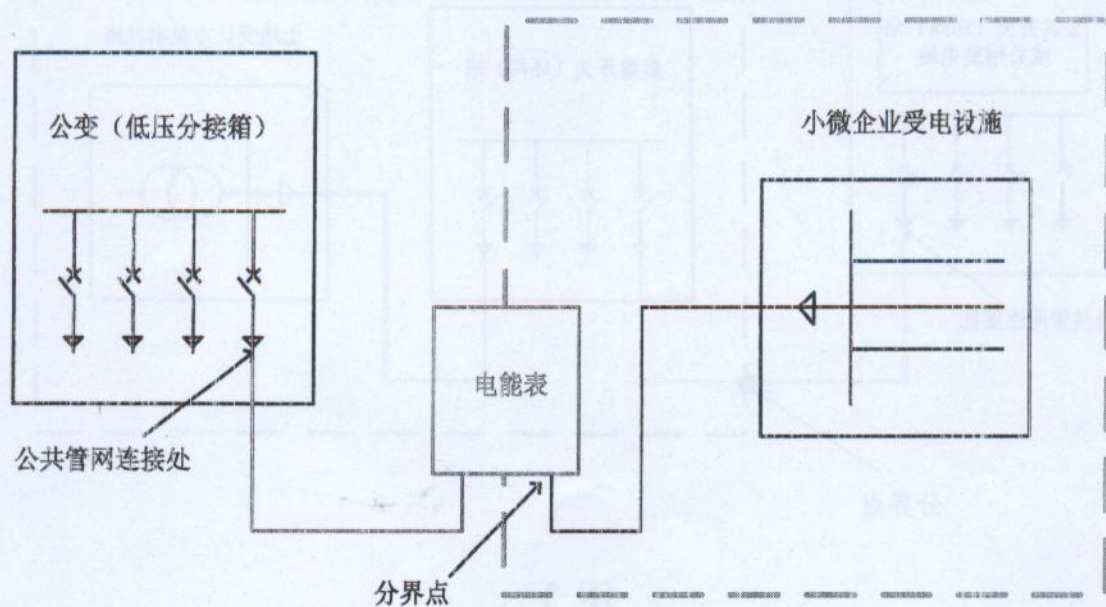 公变（低压分接箱）
小微企业受电设施
电能表
公共管网连接处
分界点